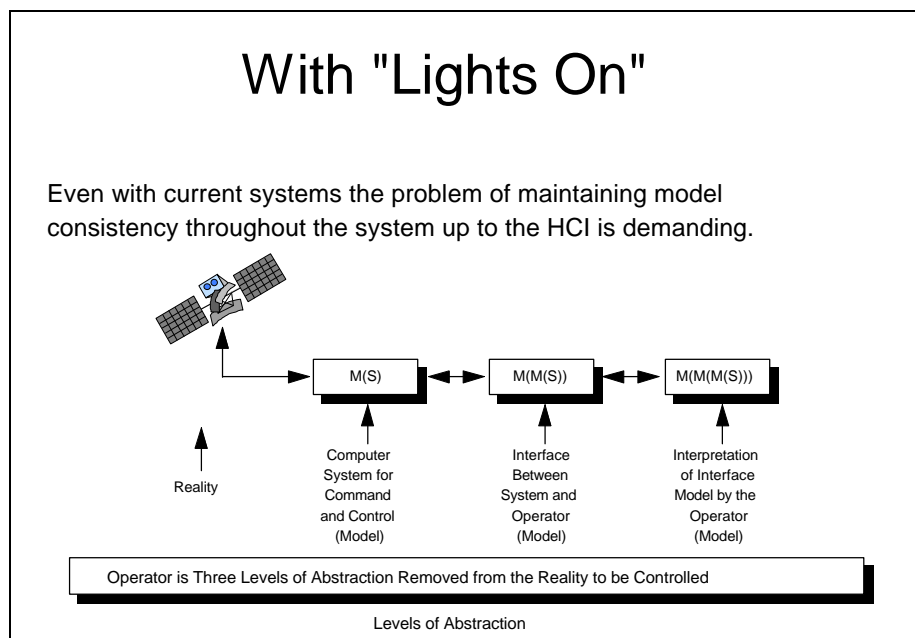 With "Lights On"
Even with current systems the problem of maintaining model
consistency throughout the system up to the HCI is demanding.
M(S)
M(M(S))
M(M(M(S)))
Reality
Computer
System for
Command
and Control
(Model)
Interface
Between
System and
Operator
(Model)
Interpretation
of Interface
Model by the
Operator
(Model)
Operator is Three Levels of Abstraction Removed from the Reality to be Controlled
Levels of Abstraction